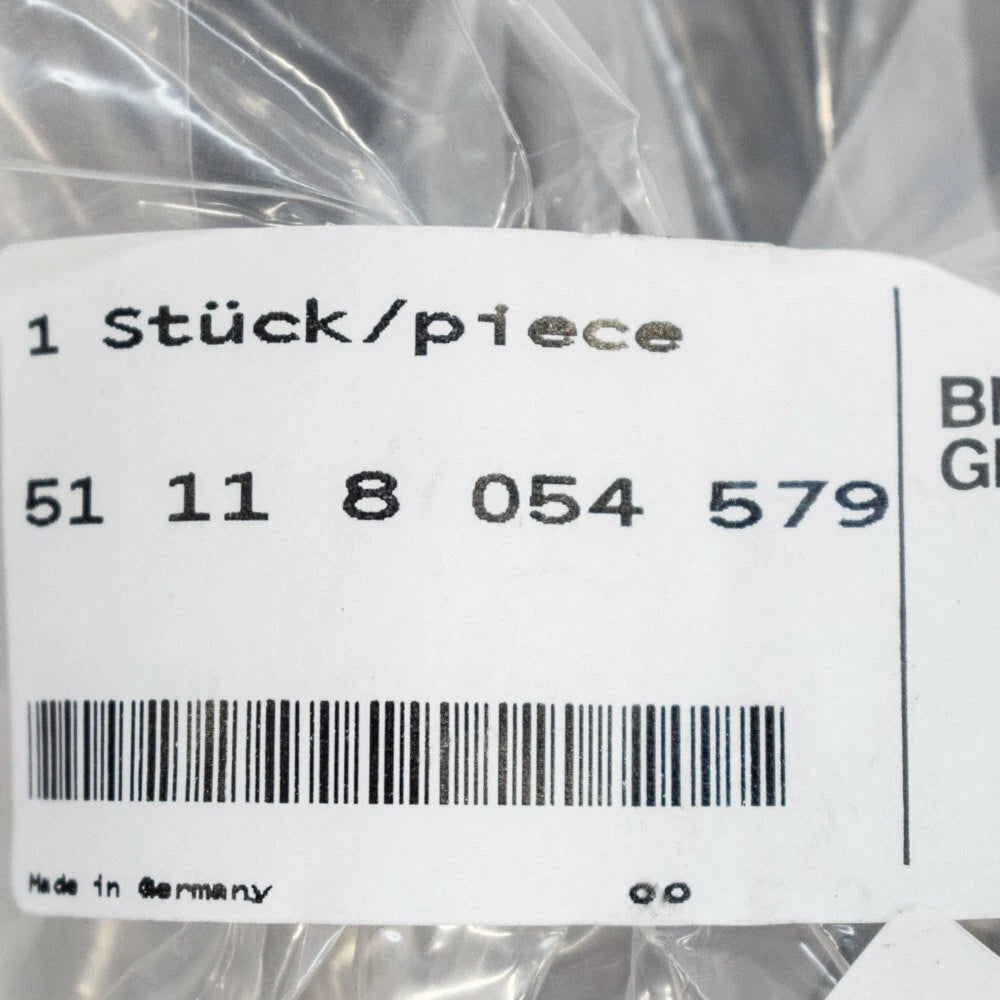 1 Stück/piece
51 11 8 054 579
Made in Germany
00